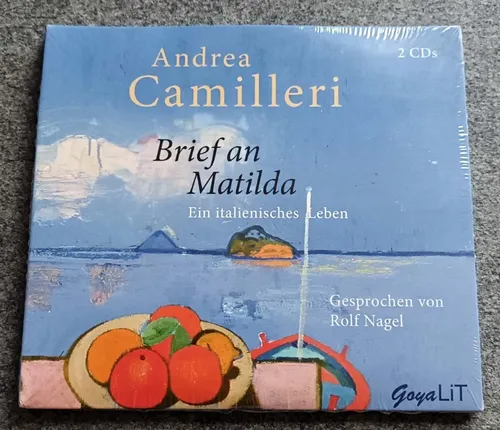 Andrea
2 CDs
Camilleri
Brief an
Matilda
Ein italienisches Leben
Gesprochen von
Rolf Nagel
GoyaLiT